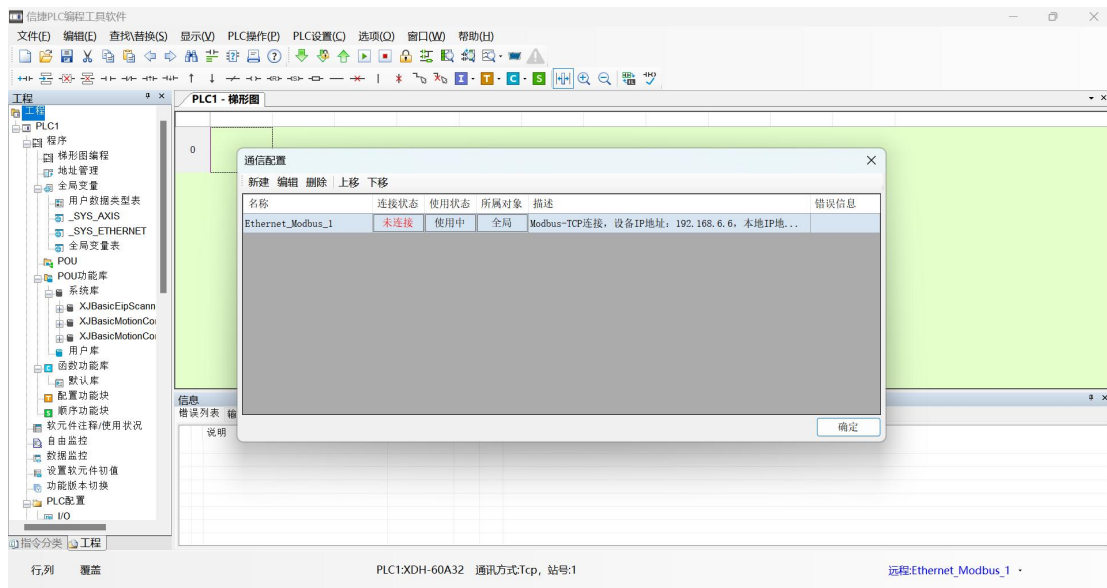 信捷PLC编程工具软件
文件(F) 编辑(E) 查找\替换(S) 显示(V) PLC操作(P) PLC设置(C) 选项(O) 窗口(W) 帮助(H)
I T C S
工程
PLC1 - 梯形图
工程
PLC1
程序
梯形图编程
地址管理
全局变量
用户数据类型表
_SYS_AXIS
_SYS_ETHERNET
全局变量表
POU
POU功能库
系统库
XJBasicEipScann
XJBasicMotionCo
XJBasicMotionCo
用户库
函数功能库
默认库
配置功能块
顺序功能块
软元件注释/使用状况
自由监控
数据监控
设置软元件初值
功能版本切换
PLC配置
I/O
指令分类 工程
0
通信配置
新建 编辑 删除 上移 下移
名称 连接状态 使用状态 所属对象 描述 错误信息
Ethernet_Modbus_1 未连接 使用中 全局 Modbus-TCP连接，设备IP地址：192.168.6.6，本地IP地...
确定
信息
错误列表 输
说明
行,列 覆盖 PLC1:XDH-60A32 通讯方式:Tcp，站号:1 远程:Ethernet_Modbus_1